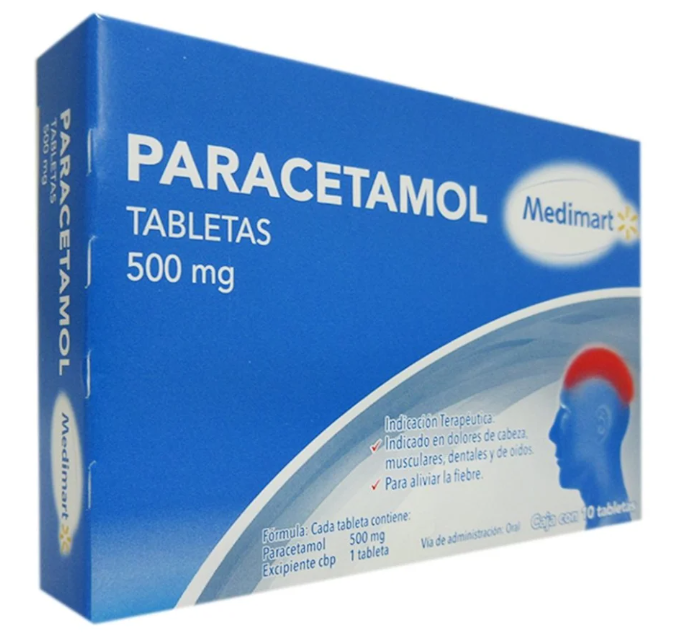 PARACETAMOL
TABLETAS
500 mg
Medimart
PARACETAMOL
TABLETAS
500 mg
Medimart
Indicación Terapéutica.
Indicado en dolores de cabeza,
musculares, dentales y de oídos.
Para aliviar la fiebre.
Fórmula: Cada tableta contiene:
Paracetamol 500 mg
Excipiente cbp 1 tableta
Vía de administración: Oral
Caja con 10 tabletas